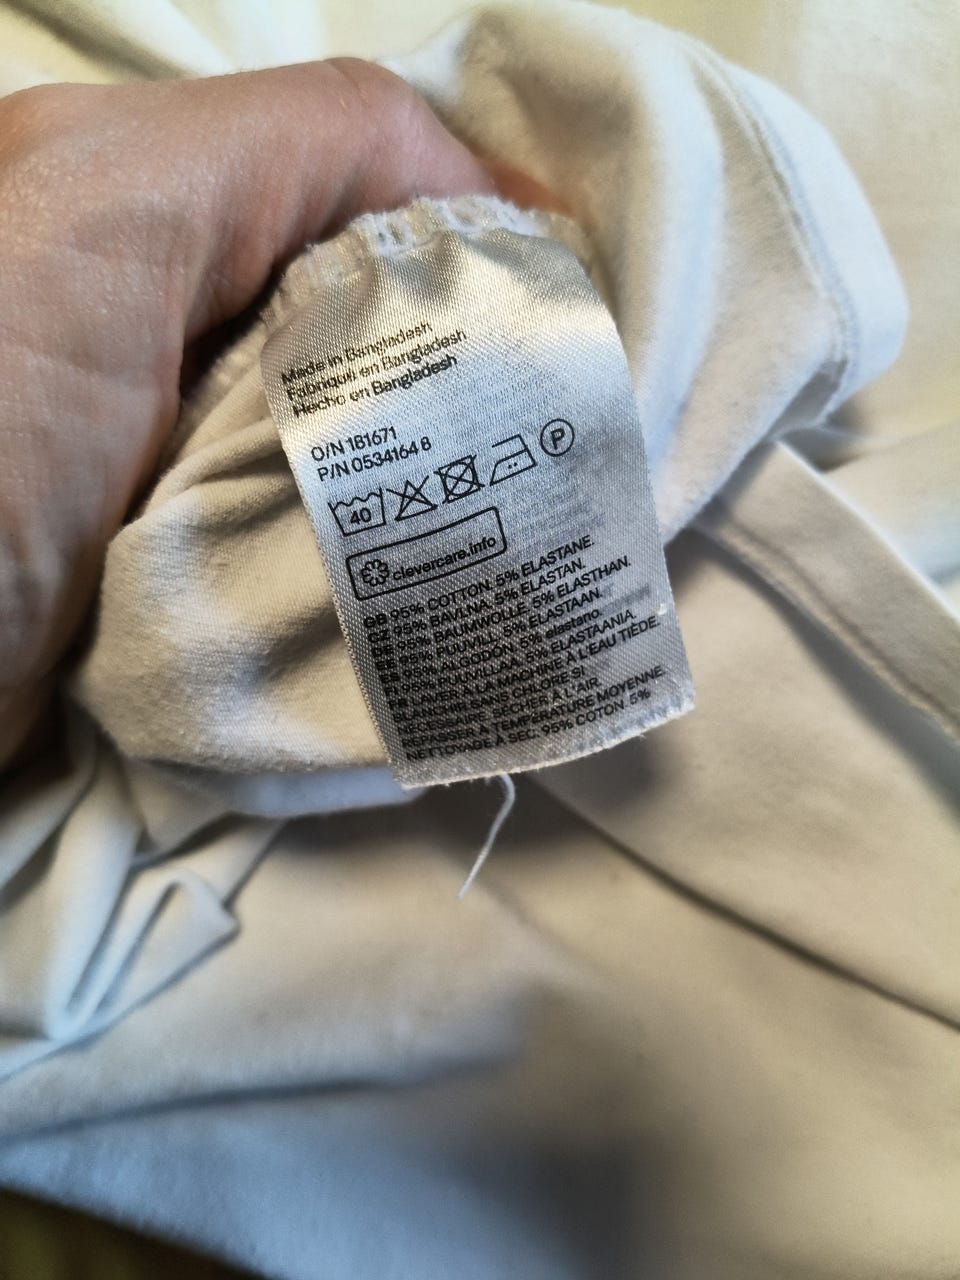 Made in Bangladesh
Fabriqué en Bangladesh
Hecho en Bangladesh
O/N 181671
P/N 0534164 8
40 P
clevercare.info
GB 95% COTTON. 5% ELASTANE.
CZ 95% BAVLNA. 5% ELASTAN.
DE 95% BAUMWOLLE. 5% ELASTHAN.
EE 95% PUUVILL. 5% ELASTAAN.
ES 95% ALGODÓN. 5% elastano.
FI 95% PUUVILLAA. 5% ELASTAANIA.
FR LAVER A LA MACHINE À L'EAU TIÈDE.
BLANCHIR SANS CHLORE SI
NÉCESSAIRE. SÉCHER À L'AIR.
REPASSER À TEMPÉRATURE MOYENNE.
NETTOYAGE À SEC. 95% COTON. 5%